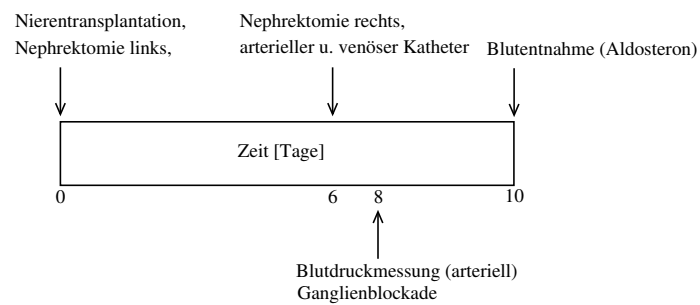 Nierentransplantation,
Nephrektomie links,
Nephrektomie rechts,
arterieller u. venöser Katheter
Blutentnahme (Aldosteron)
Zeit [Tage]
0
6
8
10
Blutdruckmessung (arteriell)
Ganglienblockade